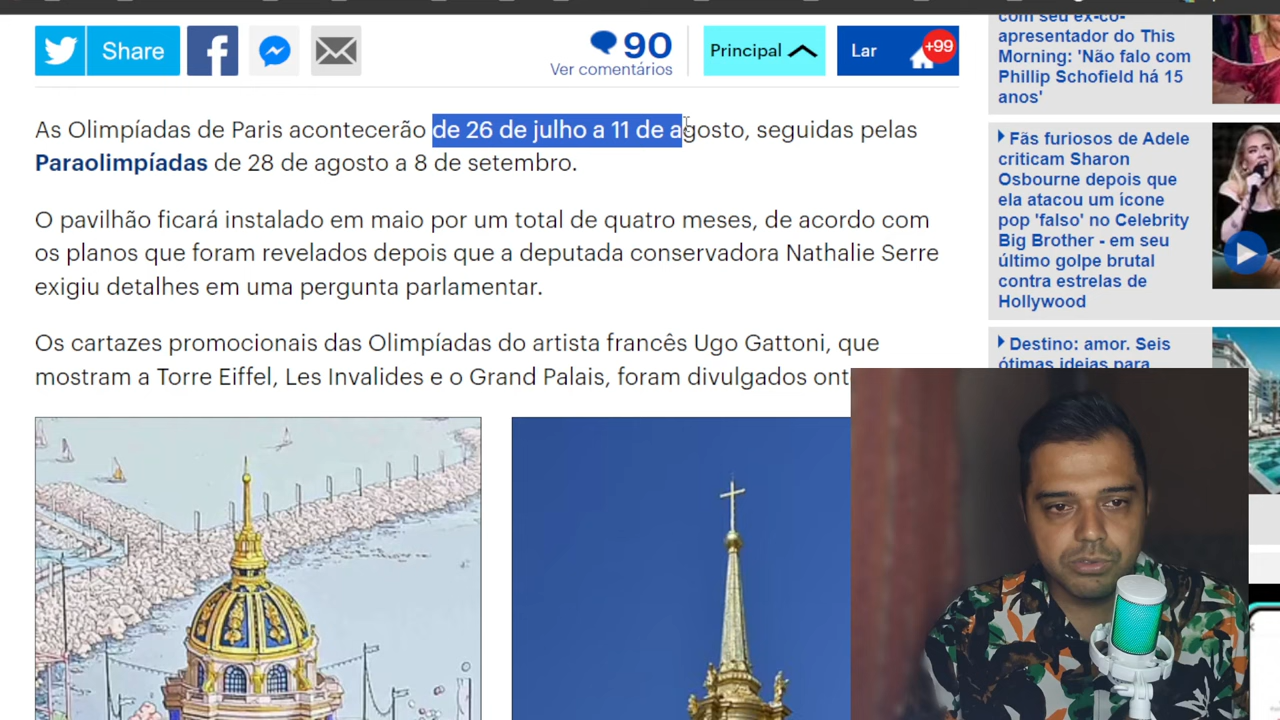 Share
90
Ver comentários
Principal
Lar
+99
As Olimpíadas de Paris acontecerão de 26 de julho a 11 de agosto, seguidas pelas
Paraolimpíadas de 28 de agosto a 8 de setembro.
O pavilhão ficará instalado em maio por um total de quatro meses, de acordo com
os planos que foram revelados depois que a deputada conservadora Nathalie Serre
exigiu detalhes em uma pergunta parlamentar.
Os cartazes promocionais das Olimpíadas do artista francês Ugo Gattoni, que
mostram a Torre Eiffel, Les Invalides e o Grand Palais, foram divulgados
com seu ex-co-
apresentador do This
Morning: 'Não falo com
Phillip Schofield há 15
anos'
Fãs furiosos de Adele
criticam Sharon
Osbourne depois que
ela atacou um ícone
pop 'falso' no Celebrity
Big Brother - em seu
último golpe brutal
contra estrelas de
Hollywood
Destino: amor. Seis
ótimas ideias para